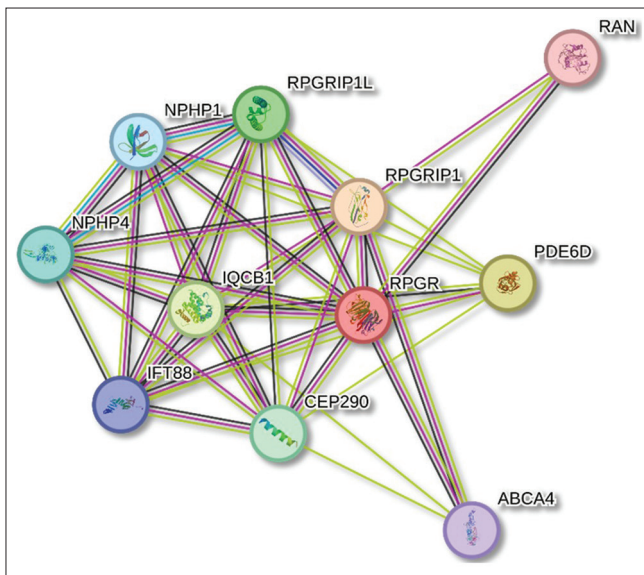 RAN
RPGRIP1L
NPHP1
RPGRIP1
NPHP4
PDE6D
IQCB1
RPGR
IFT88
CEP290
ABCA4